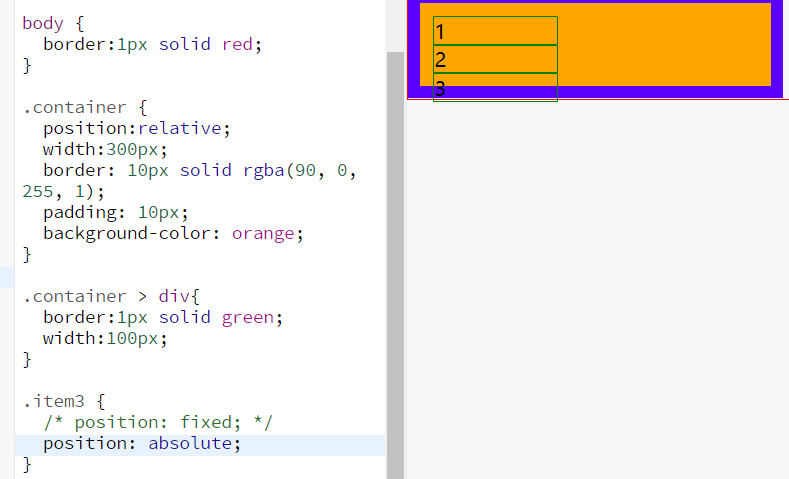 body {
border:1px solid red;
}
.container {
position:relative;
width:300px;
border: 10px solid rgba(90, 0,
255, 1);
padding: 10px;
background-color: orange;
}
.container > div{
border:1px solid green;
width:100px;
}
.item3 {
/* position: fixed; */
position: absolute;
}
1
2
3